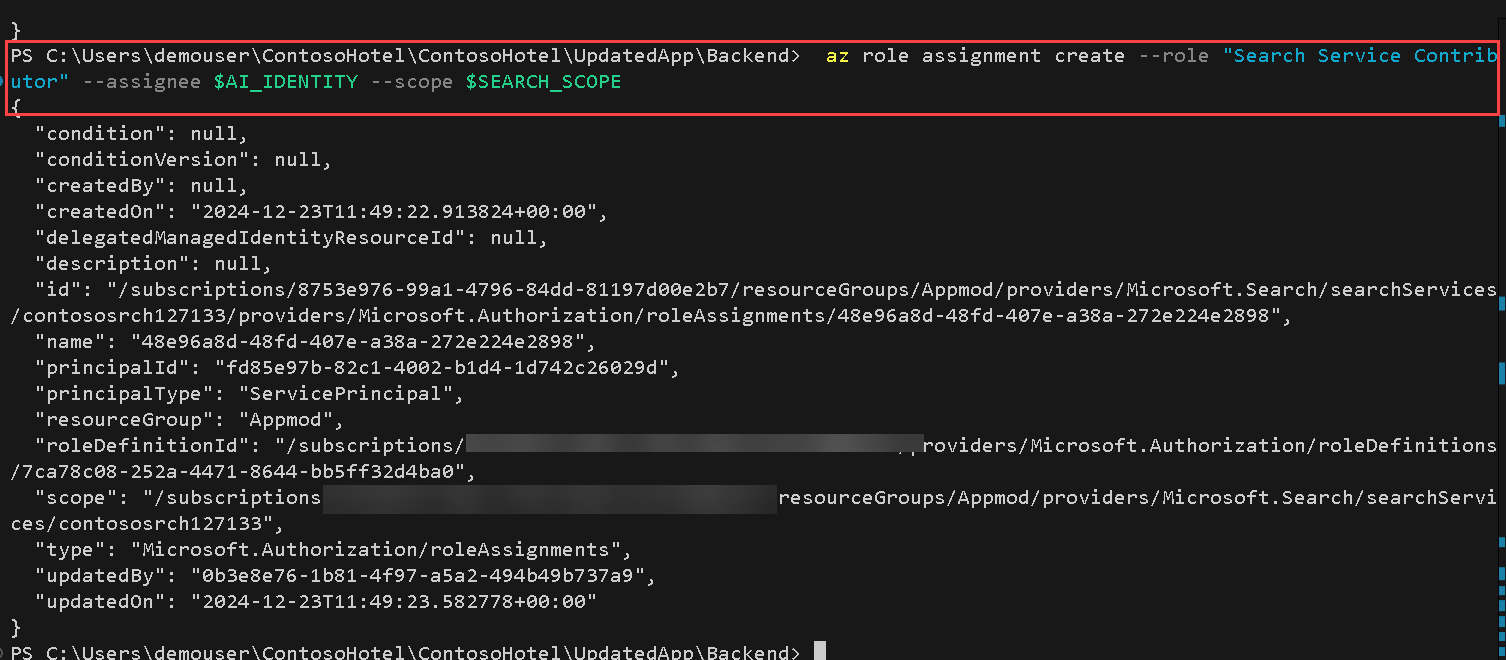 }
PS C:\Users\demouser\ContosoHotel\ContosoHotel\UpdatedApp\Backend>  az role assignment create --role "Search Service Contrib
utor" --assignee $AI_IDENTITY --scope $SEARCH_SCOPE
{
  "condition": null,
  "conditionVersion": null,
  "createdBy": null,
  "createdOn": "2024-12-23T11:49:22.913824+00:00",
  "delegatedManagedIdentityResourceId": null,
  "description": null,
  "id": "/subscriptions/8753e976-99a1-4796-84dd-81197d00e2b7/resourceGroups/Appmod/providers/Microsoft.Search/searchServices
/contososrch127133/providers/Microsoft.Authorization/roleAssignments/48e96a8d-48fd-407e-a38a-272e224e2898",
  "name": "48e96a8d-48fd-407e-a38a-272e224e2898",
  "principalId": "fd85e97b-82c1-4002-b1d4-1d742c26029d",
  "principalType": "ServicePrincipal",
  "resourceGroup": "Appmod",
  "roleDefinitionId": "/subscriptions/ roviders/Microsoft.Authorization/roleDefinitions
/7ca78c08-252a-4471-8644-bb5ff32d4ba0",
  "scope": "/subscriptions resourceGroups/Appmod/providers/Microsoft.Search/searchServi
ces/contososrch127133",
  "type": "Microsoft.Authorization/roleAssignments",
  "updatedBy": "0b3e8e76-1b81-4f97-a5a2-494b49b737a9",
  "updatedOn": "2024-12-23T11:49:23.582778+00:00"
}
PS C:\Users\demouser\ContosoHotel\ContosoHotel\UpdatedApp\Backend>